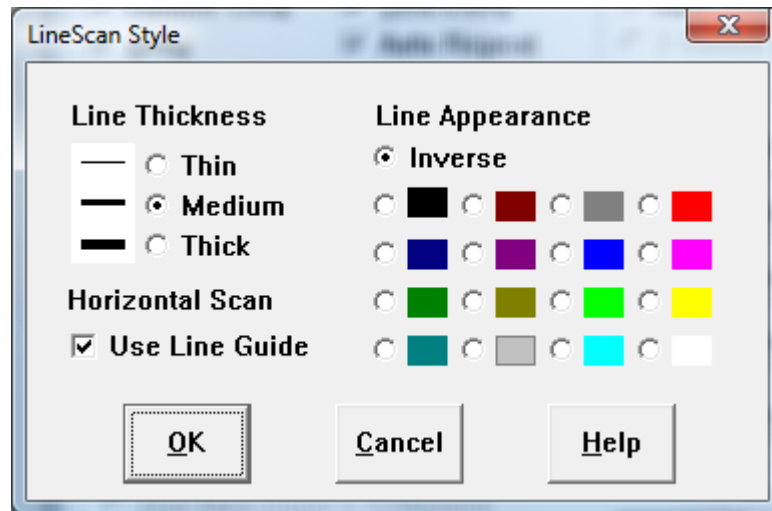 LineScan Style
Line Thickness
Thin
Medium
Thick
Horizontal Scan
Use Line Guide
Line Appearance
Inverse
OK
Cancel
Help